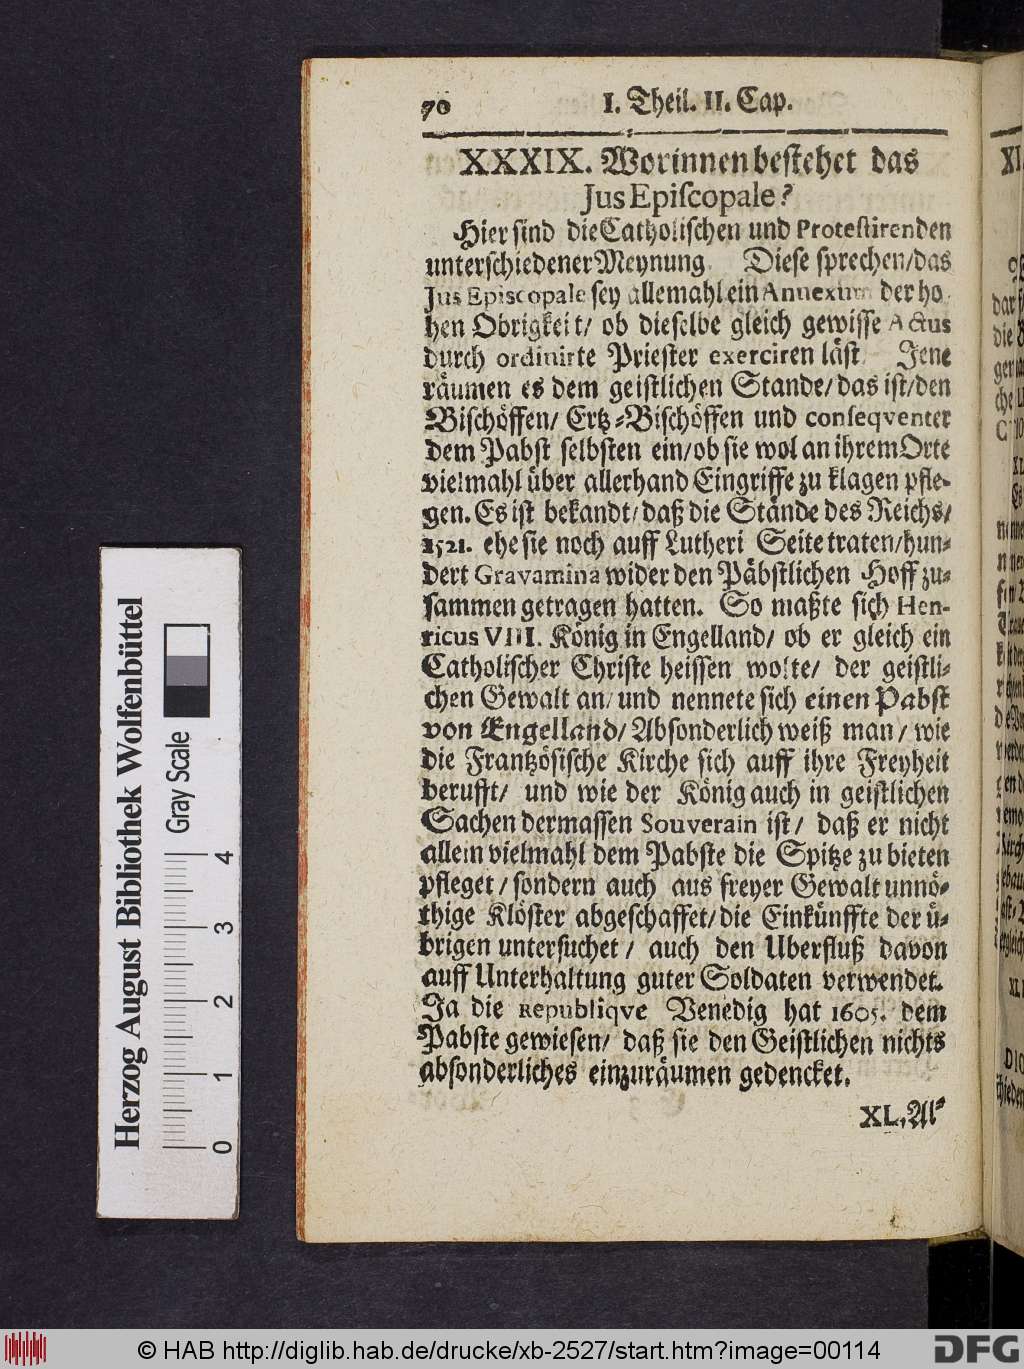 70 I. Theil. II. Cap.
XXXIX. Worinnen bestehet das
Jus Episcopale?
Hier sind die Catholischen und Protestirenden
unterschiedener Meynung. Diese sprechen/das
Jus Episcopale sey allemahl ein Annexum der ho-
hen Obrigkeit/ ob dieselbe gleich gewisse Actus
durch ordinirte Priester exerciren läst. Jene
räumen es dem geistlichen Stande/das ist/den
Bischöffen/ Ertz-Bischöffen und conseqventer
dem Pabst selbsten ein/ob sie wol an ihrem Orte
vielmahl über allerhand Eingriffe zu klagen pfle-
gen. Es ist bekandt/daß die Stände des Reichs/
1521. ehe sie noch auff Lutheri Seite traten/hun-
dert Gravamina wider den Päbstlichen Hoff zu-
sammen getragen hatten. So maßte sich Hen-
ricus VIII. König in Engelland/ ob er gleich ein
Catholischer Christe heissen wolte/ der geistli-
chen Gewalt an/und nennete sich einen Pabst
von Engelland/Absonderlich weiß man/ wie
die Frantzösische Kirche sich auff ihre Freyheit
berufft/ und wie der König auch in geistlichen
Sachen dermassen Souverain ist/ daß er nicht
allein vielmahl dem Pabste die Spitze zu bieten
pfleget/ sondern auch aus freyer Gewalt unnö-
thige Klöster abgeschaffet/die Einkünffte der ü-
brigen untersuchet/ auch den Uberfluß davon
auff Unterhaltung guter Soldaten verwendet.
Ja die Republiqve Venedig hat 1605. dem
Pabste gewiesen/ daß sie den Geistlichen nichts
absonderliches einzuräumen gedencket.
XL. Al-
Herzog August Bibliothek Wolfenbüttel
Gray Scale
0 1 2 3 4
© HAB http://diglib.hab.de/drucke/xb-2527/start.htm?image=00114
DFG